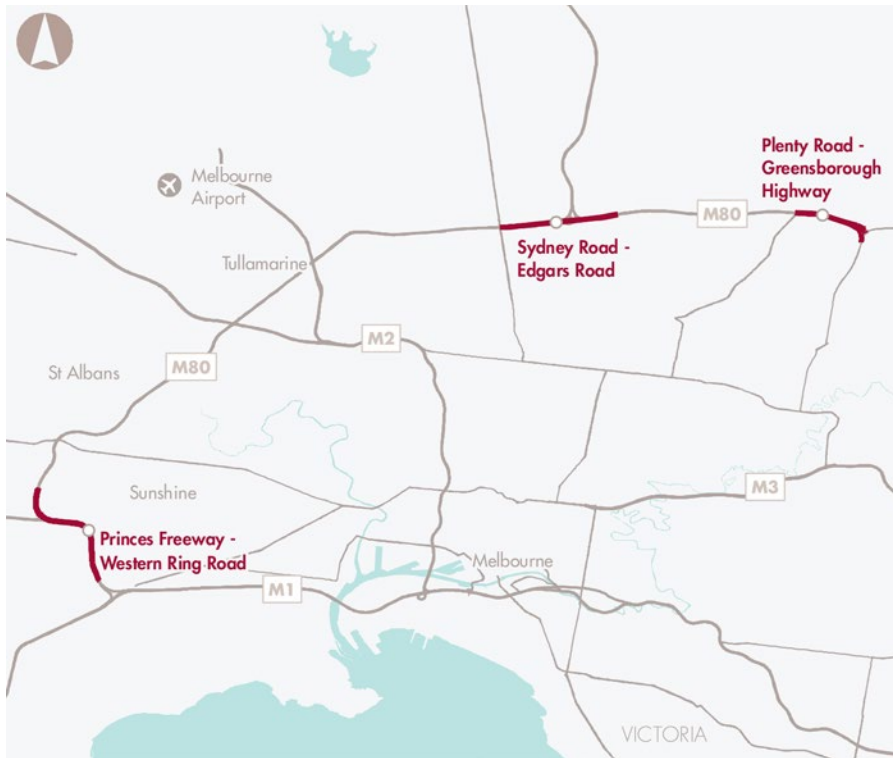 Melbourne
Airport
Plenty Road -
Greensborough
Highway
M80
Sydney Road -
Edgars Road
Tullamarine
M2
M80
St Albans
M3
Sunshine
Princes Freeway -
Western Ring Road
Melbourne
M1
VICTORIA